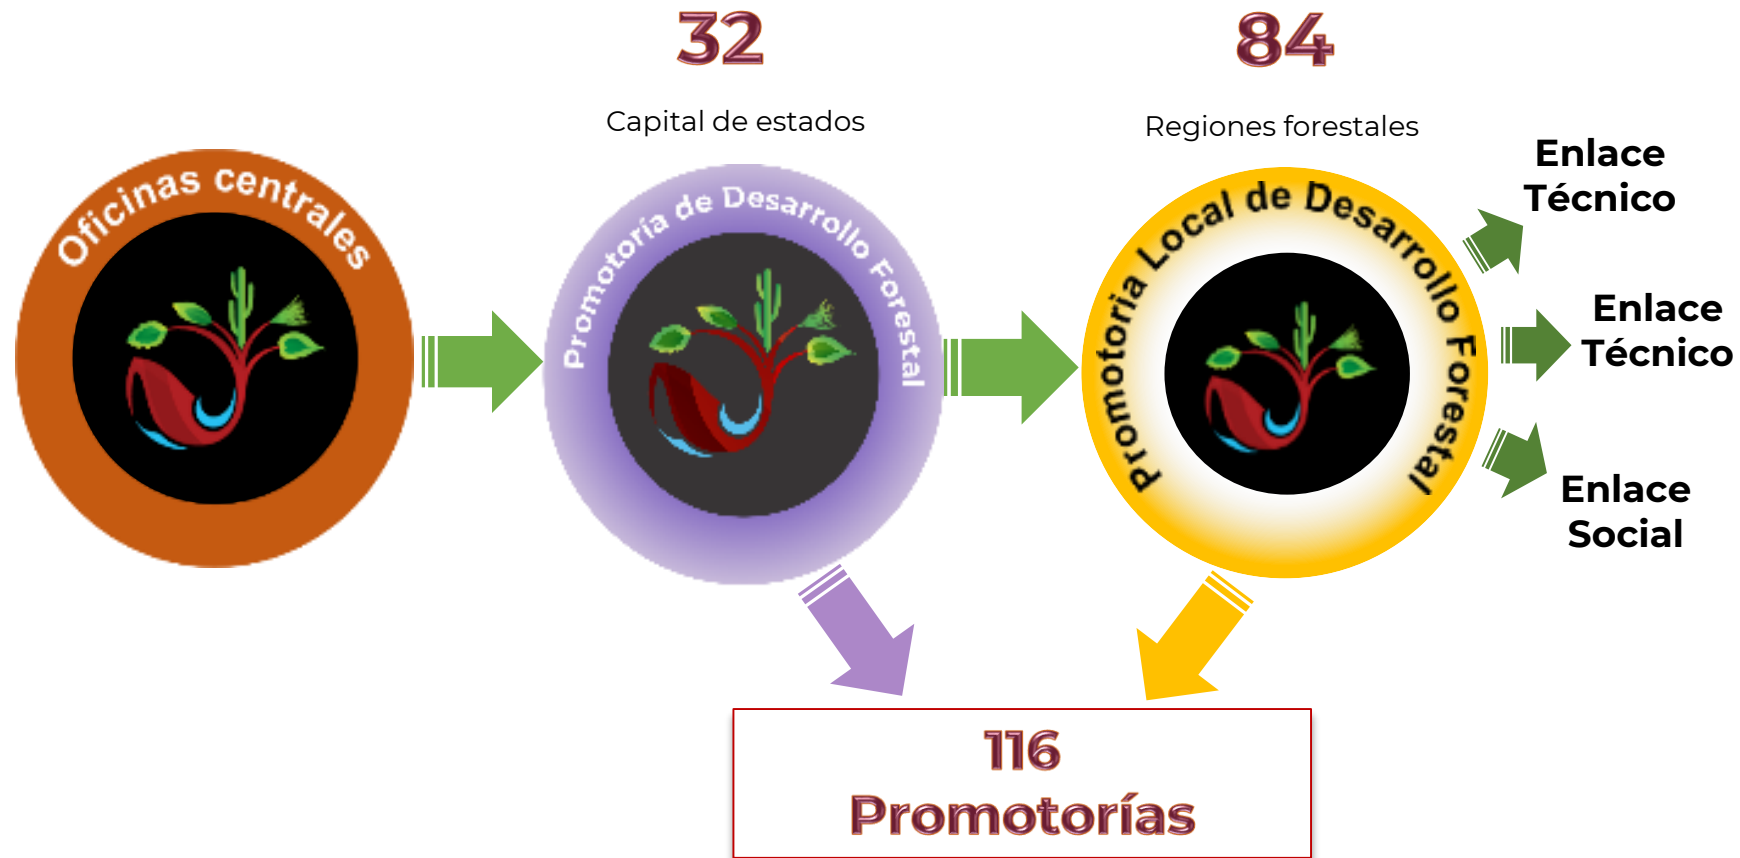 32
84
Capital de estados
Regiones forestales
Oficinas centrales
Promotoría de Desarrollo Forestal
Promotoria Local de Desarrollo Forestal
Enlace
Técnico
Enlace
Técnico
Enlace
Social
116
Promotorías